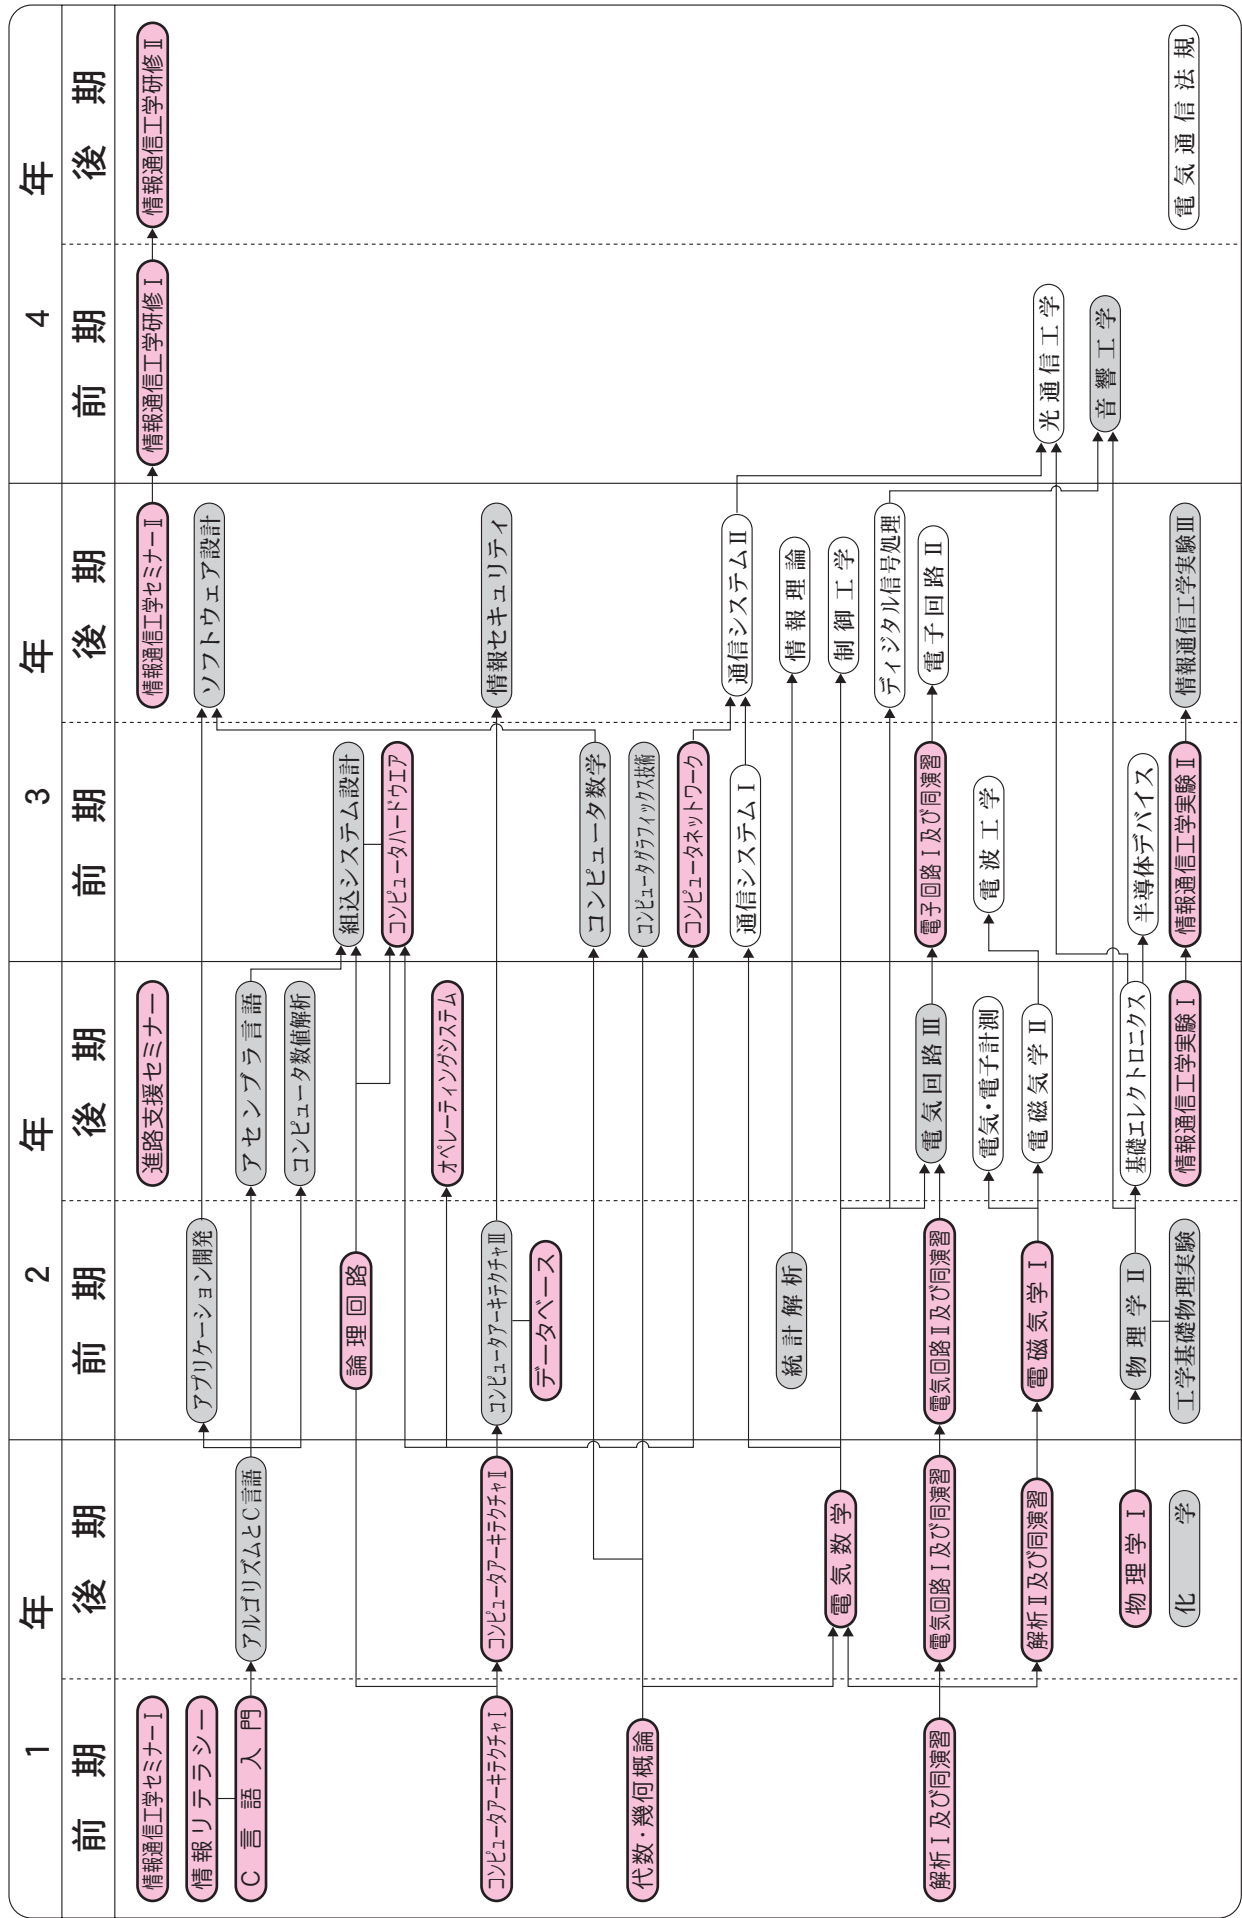 1 年
前 期
後 期
2 年
前 期
後 期
3 年
前 期
後 期
4 年
前 期
後 期
情報通信工学セミナーⅠ
情報リテラシー
C 言 語 入 門
コンピュータアーキテクチャⅠ
代数・幾何概論
解析Ⅰ及び同演習
アルゴリズムとC言語
コンピュータアーキテクチャⅡ
電 気 数 学
電気回路Ⅰ及び同演習
解析Ⅱ及び同演習
物 理 学 Ⅰ
化 学
アプリケーション開発
論 理 回 路
コンピュータアーキテクチャⅢ
データベース
統 計 解 析
電気回路Ⅱ及び同演習
電 磁 気 学 Ⅰ
物 理 学 Ⅱ
工学基礎物理実験
進路支援セミナー
アセンブラ言語
コンピュータ数値解析
オペレーティングシステム
電 気 回 路 Ⅲ
電気・電子計測
電 磁 気 学 Ⅱ
基礎エレクトロニクス
情報通信工学実験Ⅰ
組込システム設計
コンピュータハードウエア
コンピュータ数学
コンピュータグラフィックス技術
コンピュータネットワーク
通信システムⅠ
電子回路Ⅰ及び同演習
電 波 工 学
半導体デバイス
情報通信工学実験Ⅱ
情報通信工学セミナーⅡ
ソフトウェア設計
情報セキュリティ
通信システムⅡ
情 報 理 論
制 御 工 学
ディジタル信号処理
電 子 回 路 Ⅱ
情報通信工学実験Ⅲ
情報通信工学研修Ⅰ
光 通 信 工 学
音 響 工 学
情報通信工学研修Ⅱ
電 気 通 信 法 規